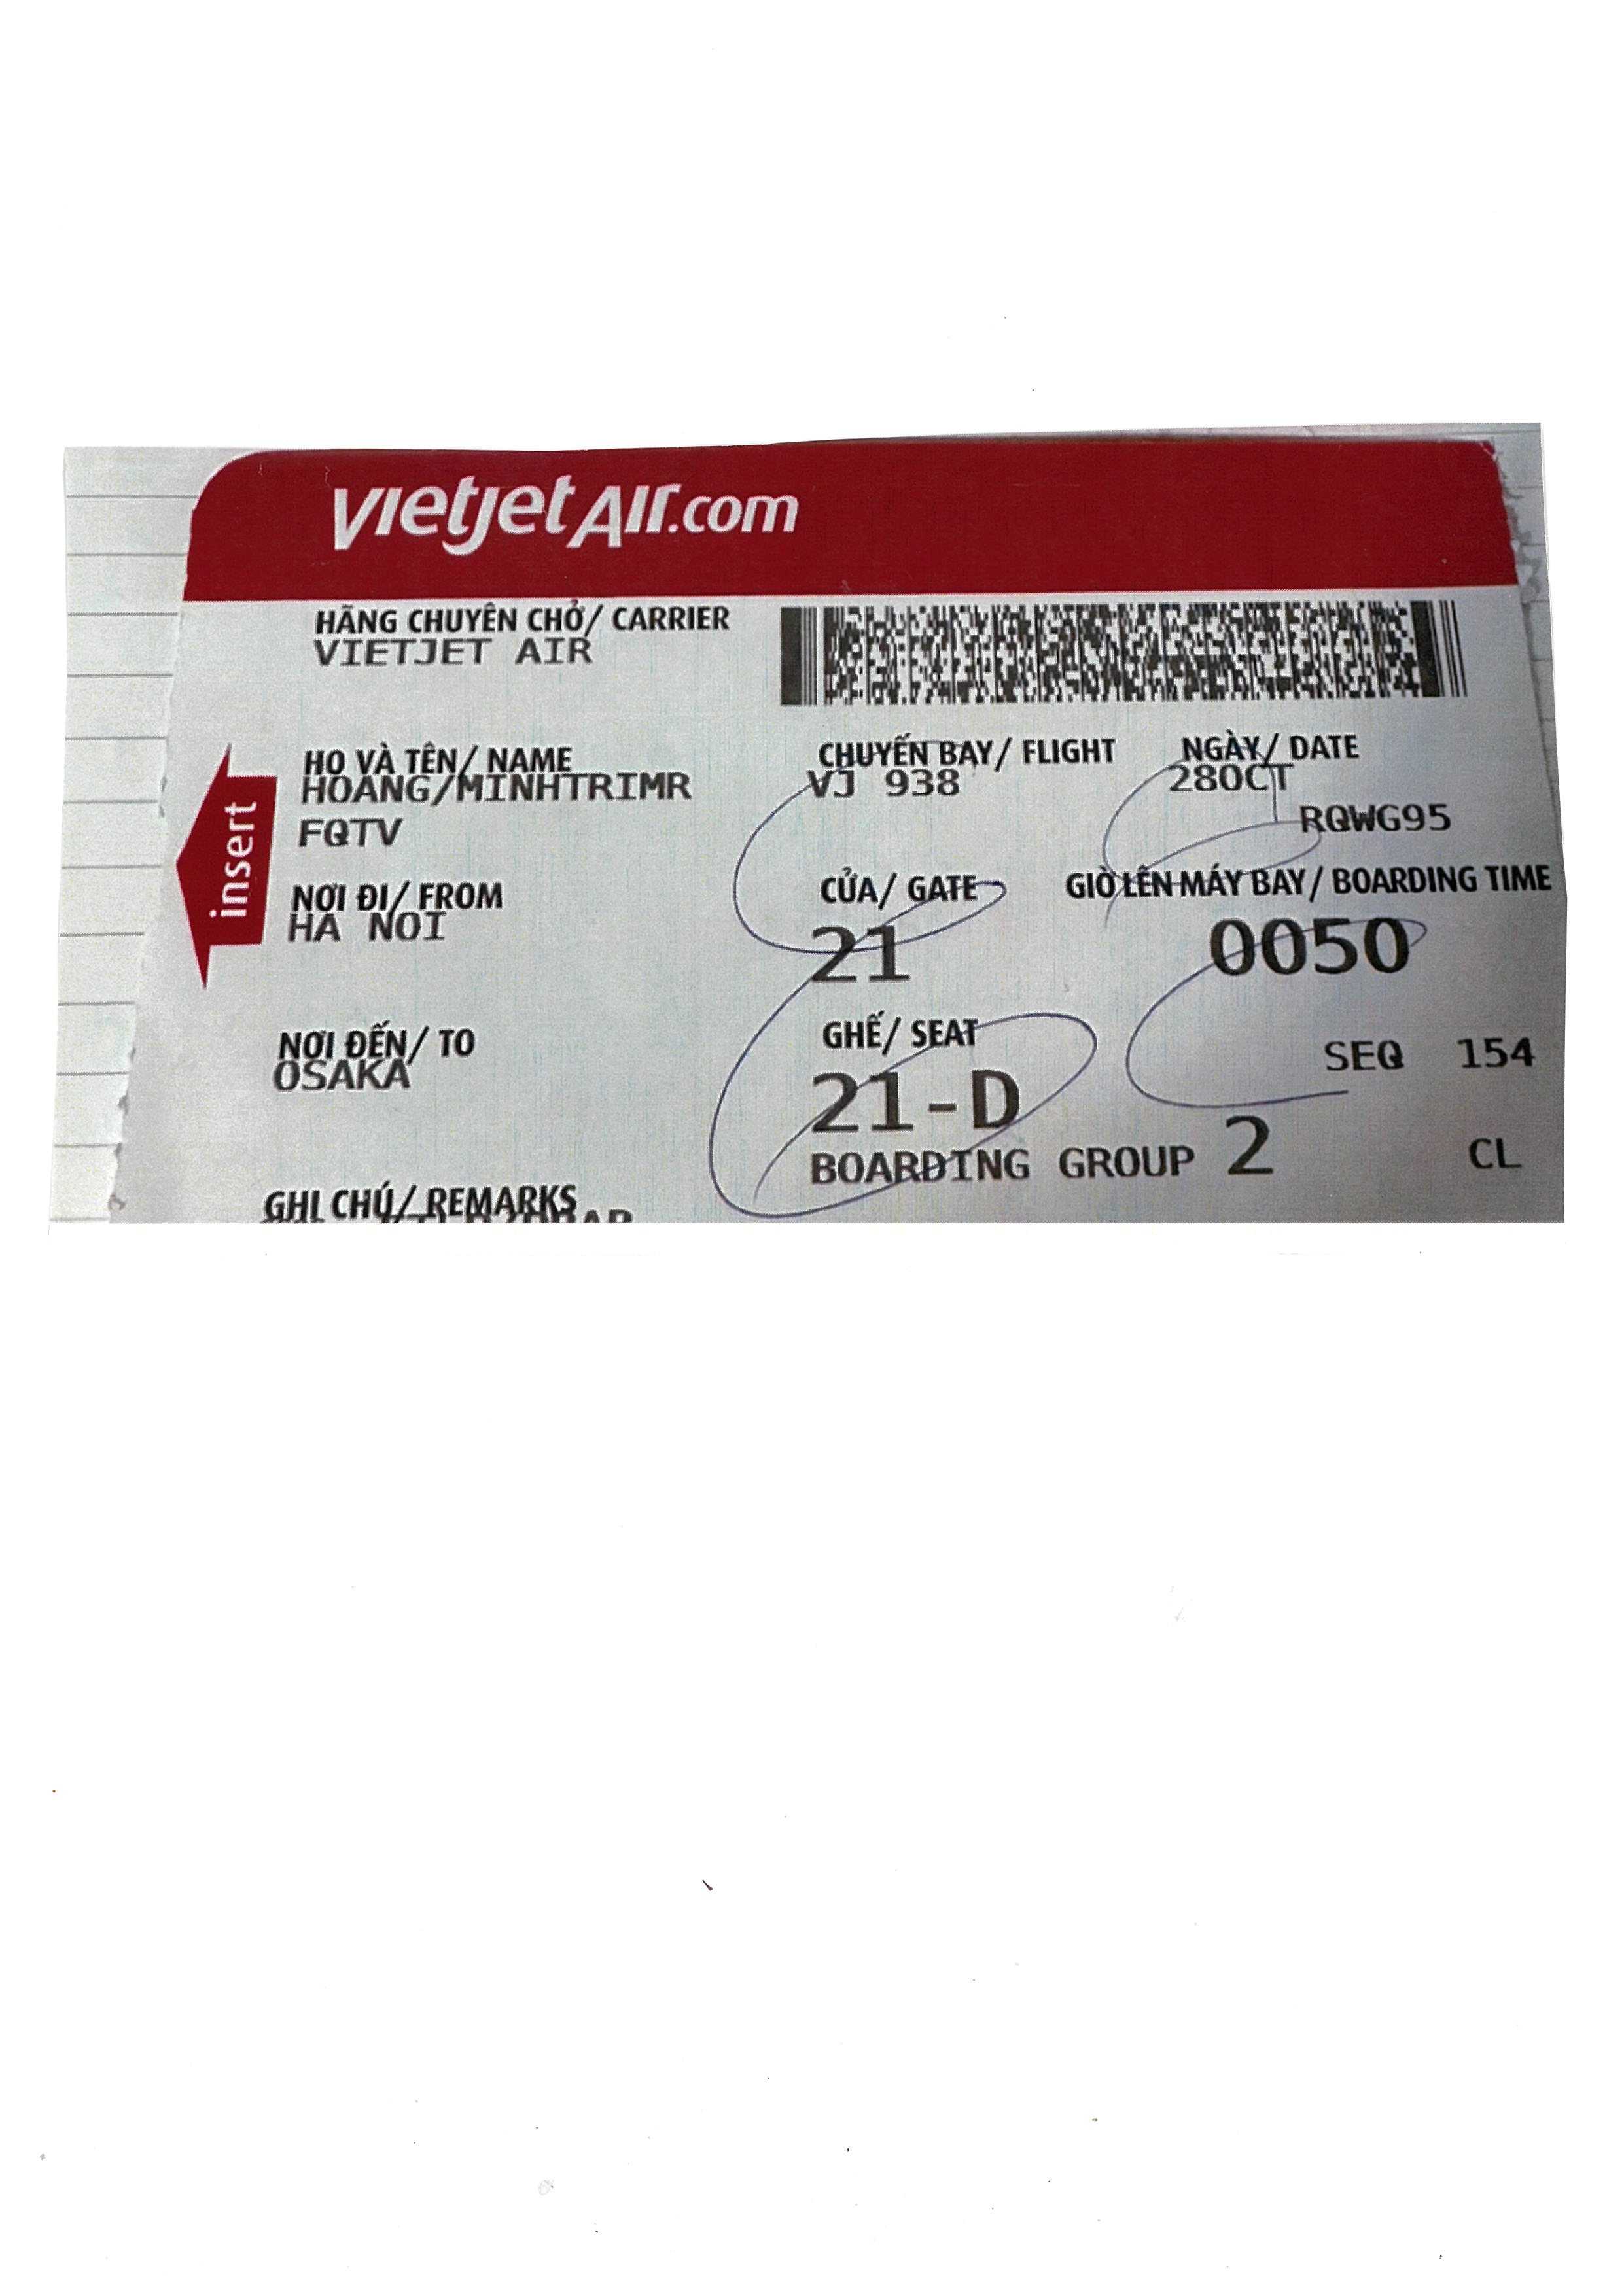 vietjetAir.com
HÃNG CHUYÊN CHỞ/ CARRIER
VIETJET AIR
HỌ VÀ TÊN/ NAME
HOANG/MINHTRIMR
FQTV
CHUYẾN BAY/ FLIGHT
VJ 938
NGÀY/ DATE
28OCT
RQWG95
insert
NƠI ĐI/ FROM
HA NOI
CỬA/ GATE
21
GIỜ LÊN MÁY BAY/ BOARDING TIME
0050
NƠI ĐẾN/ TO
OSAKA
GHẾ/ SEAT
21-D
SEQ 154
BOARDING GROUP 2
CL
GHI CHÚ/ REMARKS